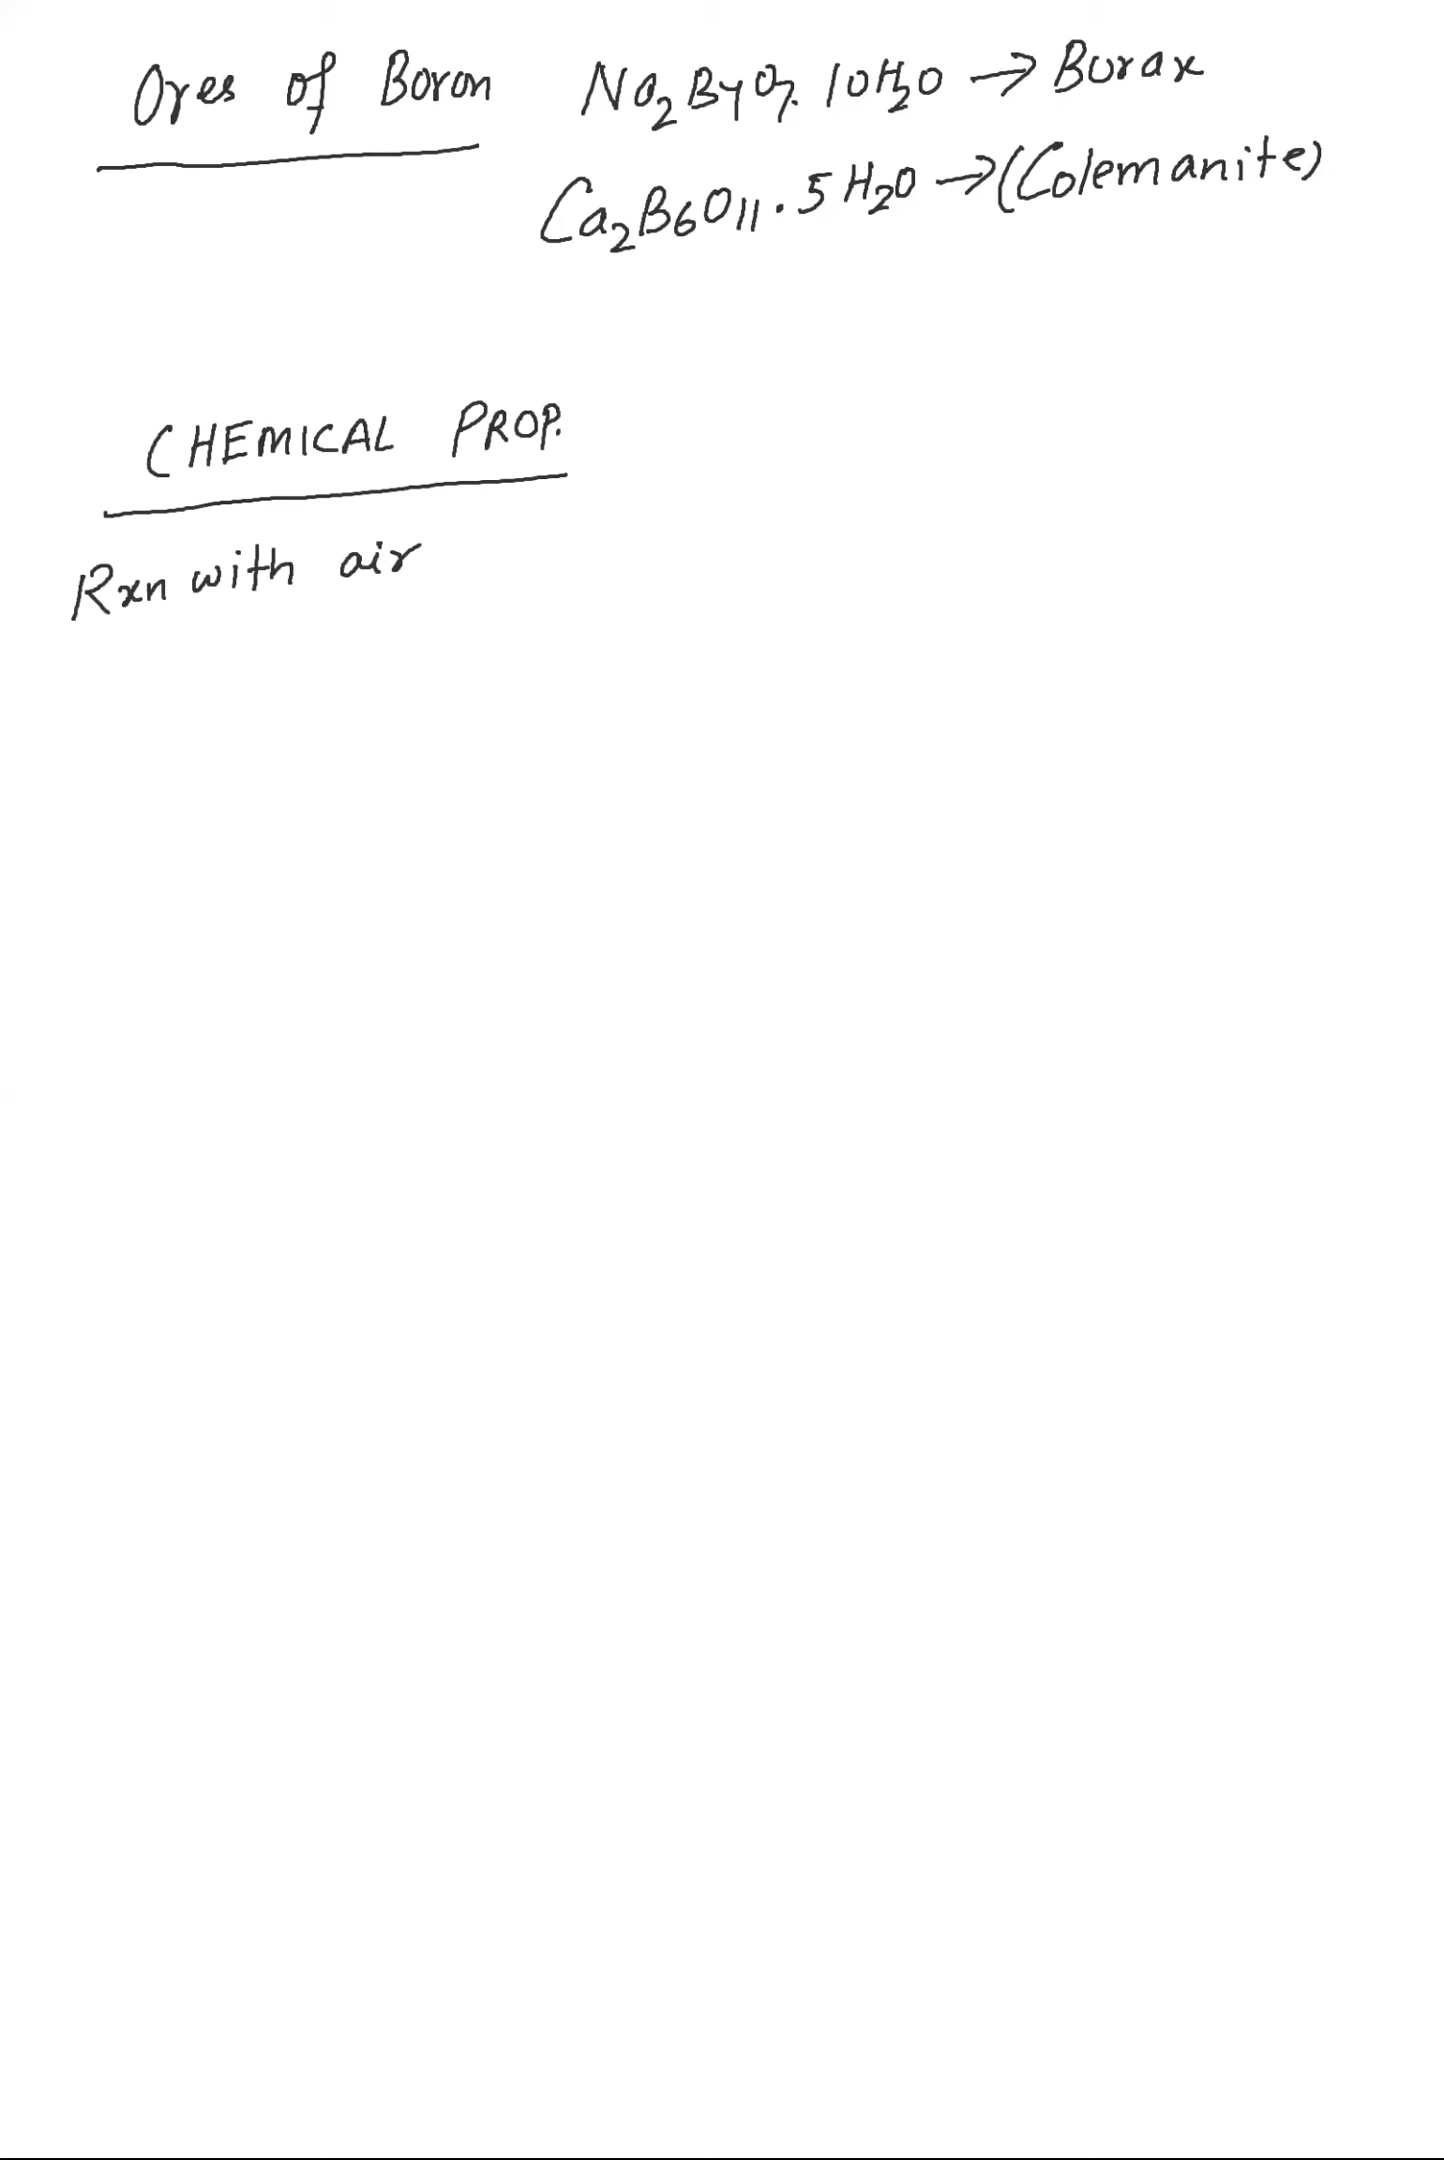 Ores of Boron Na₂B₄O₇. 10H₂O → Borax
Ca₂B₆O₁₁. 5H₂O → (Colemanite)
CHEMICAL PROP.
Rxn with air